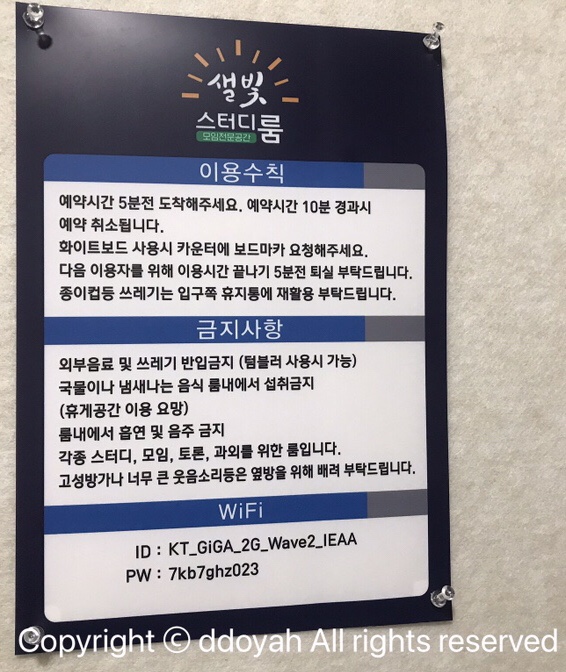 샐빛
스터디룸
모임전문공간
이용수칙
예약시간 5분전 도착해주세요. 예약시간 10분 경과시
예약 취소됩니다.
화이트보드 사용시 카운터에 보드마카 요청해주세요.
다음 이용자를 위해 이용시간 끝나기 5분전 퇴실 부탁드립니다.
종이컵등 쓰레기는 입구쪽 휴지통에 재활용 부탁드립니다.
금지사항
외부음료 및 쓰레기 반입금지 (텀블러 사용시 가능)
국물이나 냄새나는 음식 룸내에서 섭취금지
(휴게공간 이용 요망)
룸내에서 흡연 및 음주 금지
각종 스터디, 모임, 토론, 과외를 위한 룸입니다.
고성방가나 너무 큰 웃음소리등은 옆방을 위해 배려 부탁드립니다.
WiFi
ID : KT_GiGA_2G_Wave2_IEAA
PW : 7kb7ghz023
Copyright © ddoyah All rights reserved